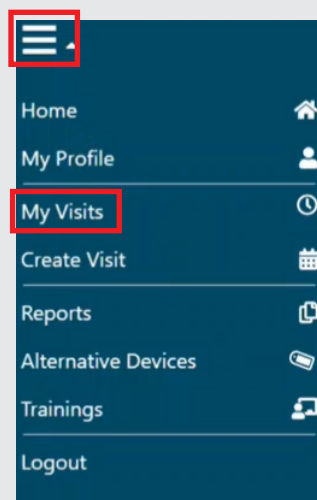 Home
My Profile
My Visits
Create Visit
Reports
Alternative Devices
Trainings
Logout